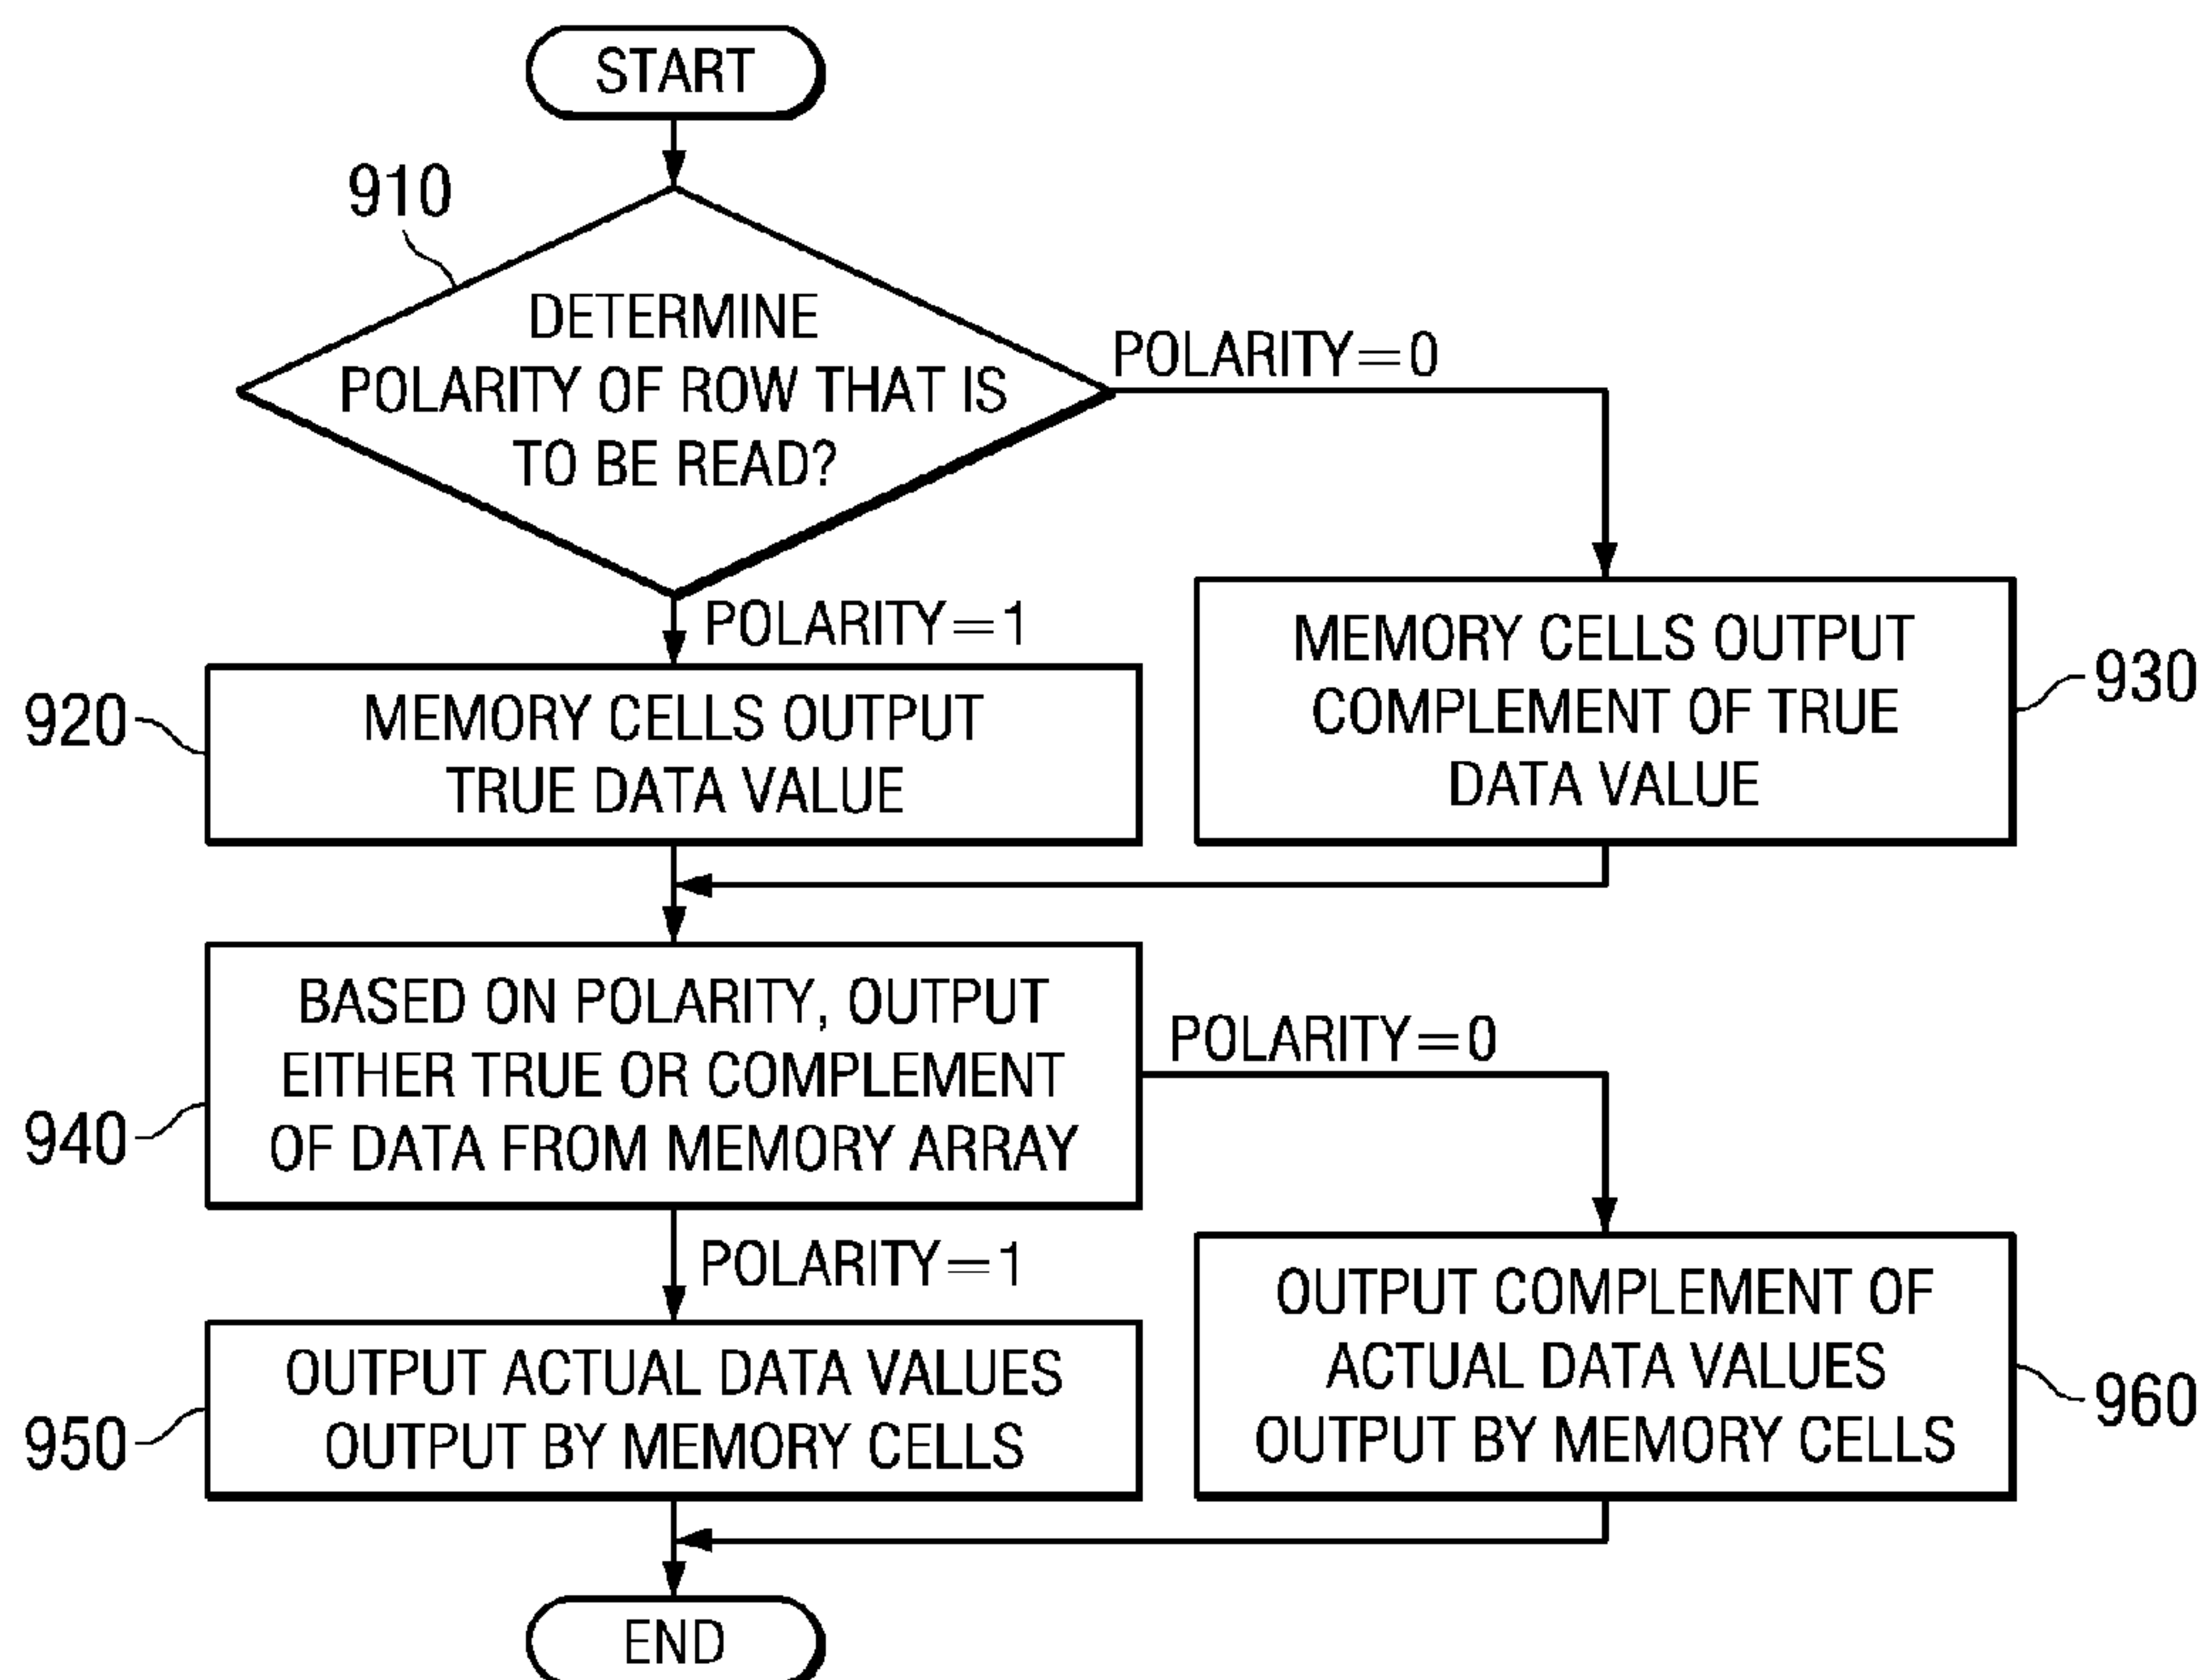 START
910
DETERMINE
POLARITY OF ROW THAT IS
TO BE READ?
POLARITY=0
POLARITY=1
920
MEMORY CELLS OUTPUT
TRUE DATA VALUE
MEMORY CELLS OUTPUT
COMPLEMENT OF TRUE
DATA VALUE
930
940
BASED ON POLARITY, OUTPUT
EITHER TRUE OR COMPLEMENT
OF DATA FROM MEMORY ARRAY
POLARITY=0
POLARITY=1
950
OUTPUT ACTUAL DATA VALUES
OUTPUT BY MEMORY CELLS
OUTPUT COMPLEMENT OF
ACTUAL DATA VALUES
OUTPUT BY MEMORY CELLS
960
END